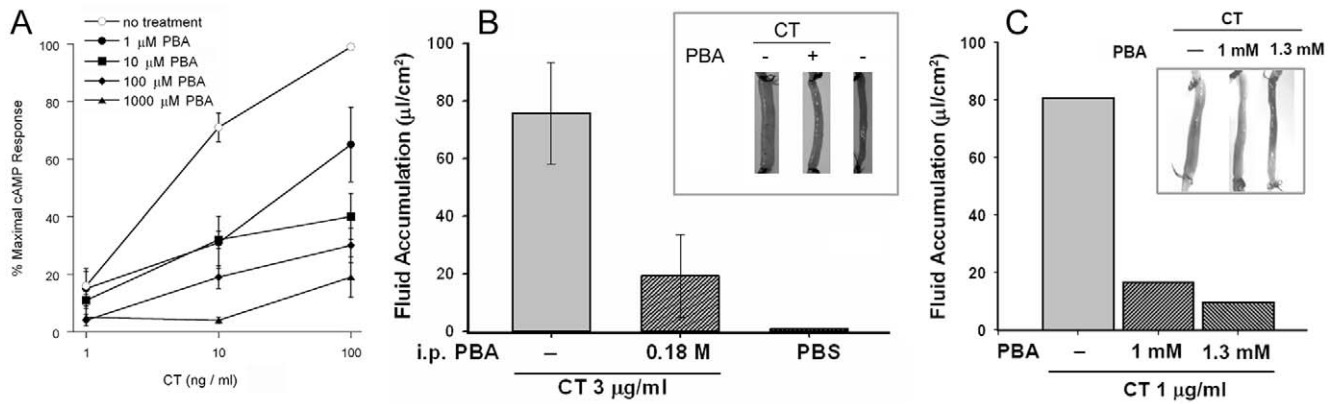 A
no treatment
1 μM PBA
10 μM PBA
100 μM PBA
1000 μM PBA
% Maximal cAMP Response
100
80
60
40
20
0
1
10
100
CT (ng / ml)
B
Fluid Accumulation (μl/cm²)
100
80
60
40
20
0
CT
PBA - + -
i.p. PBA – 0.18 M PBS
CT 3 μg/ml
C
Fluid Accumulation (μl/cm²)
100
80
60
40
20
0
CT
PBA — 1 mM 1.3 mM
PBA – 1 mM 1.3 mM
CT 1 μg/ml